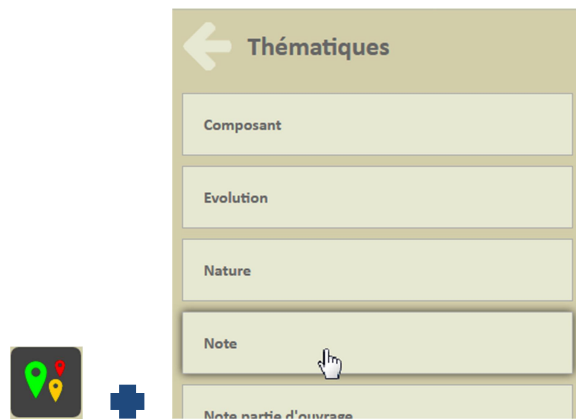 Thématiques
Composant
Evolution
Nature
Note
Note partie d'ouvrage